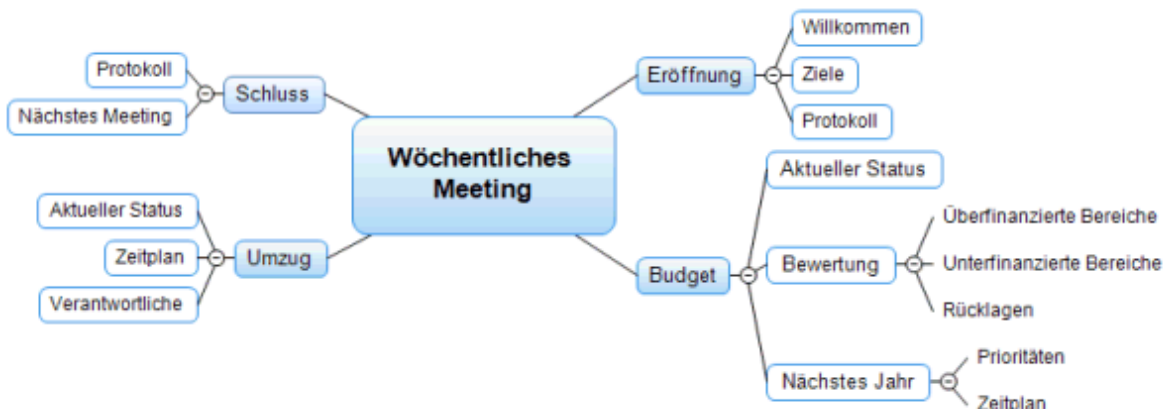 Wöchentliches
Meeting
Eröffnung
Willkommen
Ziele
Protokoll
Budget
Aktueller Status
Bewertung
Überfinanzierte Bereiche
Unterfinanzierte Bereiche
Rücklagen
Nächstes Jahr
Prioritäten
Zeitplan
Umzug
Aktueller Status
Zeitplan
Verantwortliche
Schluss
Protokoll
Nächstes Meeting